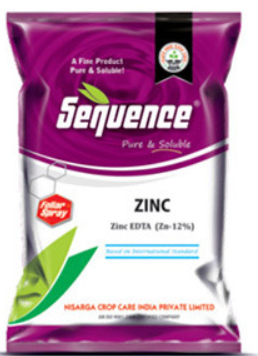 A Fine Product
Pure & Soluble!
Sequence®
Pure & Soluble
Foliar
Spray
ZINC
Zinc EDTA (Zn-12%)
Based on International Standard
NISARGA CROP CARE INDIA PRIVATE LIMITED